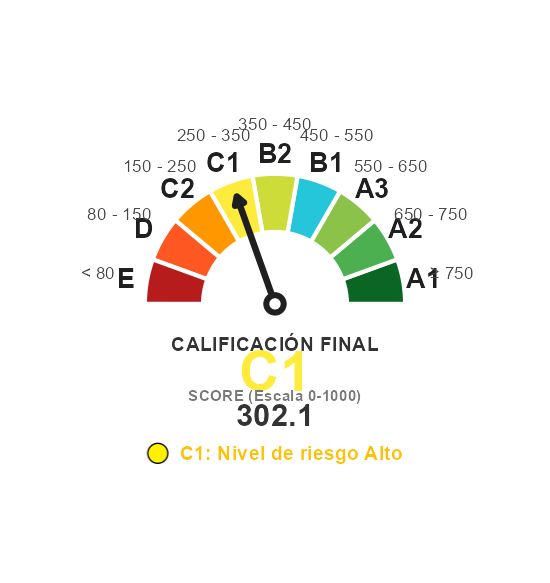 350 - 450
250 - 350
450 - 550
B2
C1
B1
150 - 250
550 - 650
C2
A3
80 - 150
650 - 750
D
A2
< 80
E
A1
≥ 750
CALIFICACIÓN FINAL
C1
SCORE (Escala 0-1000)
302.1
C1: Nivel de riesgo Alto